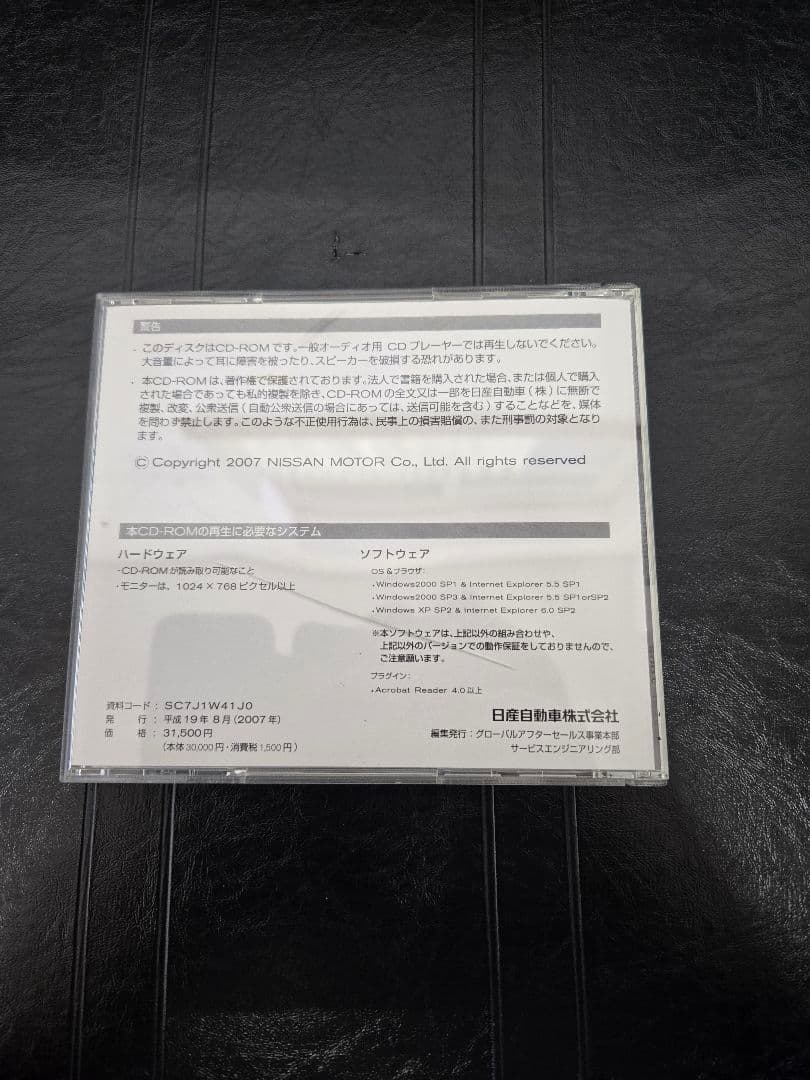 警告
・このディスクはCD-ROMです。一般オーディオ用 CD プレーヤーでは再生しないでください。
大音量によって耳に障害を被ったり、スピーカーを破損する恐れがあります。
・本CD-ROMは、著作権で保護されております。法人で書籍を購入された場合、または個人で購入
された場合であっても私的複製を除き、CD-ROMの全文又は一部を日産自動車（株）に無断で
複製、改変、公衆送信（自動公衆送信の場合にあっては、送信可能を含む）することなどを、媒体
を問わず禁止します。このような不正使用行為は、民事上の損害賠償の、また刑事罰の対象となり
ます。
© Copyright 2007 NISSAN MOTOR Co., Ltd. All rights reserved
本CD-ROMの再生に必要なシステム
ハードウェア
・CD-ROMが読み取り可能なこと
・モニターは、1024×768ピクセル以上
ソフトウェア
OS＆ブラウザ：
・Windows2000 SP1 & Internet Explorer 5.5 SP1
・Windows2000 SP3 & Internet Explorer 5.5 SP1orSP2
・Windows XP SP2 & Internet Explorer 6.0 SP2
※本ソフトウェアは、上記以外の組み合わせや、
上記以外のバージョンでの動作保証をしておりませんので、
ご注意願います。
プラグイン：
・Acrobat Reader 4.0以上
資料コード：SC7J1W41J0
発　行：平成19年8月（2007年）
価　格：31,500円
（本体30,000円・消費税1,500円）
日産自動車株式会社
編集発行：グローバルアフターセールス事業本部
サービスエンジニアリング部